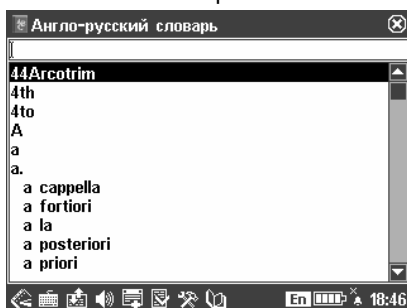 Англо-русский словарь
44Arcotrim
4th
4to
A
a
a.
a cappella
a fortiori
a la
a posteriori
a priori
En 18:46